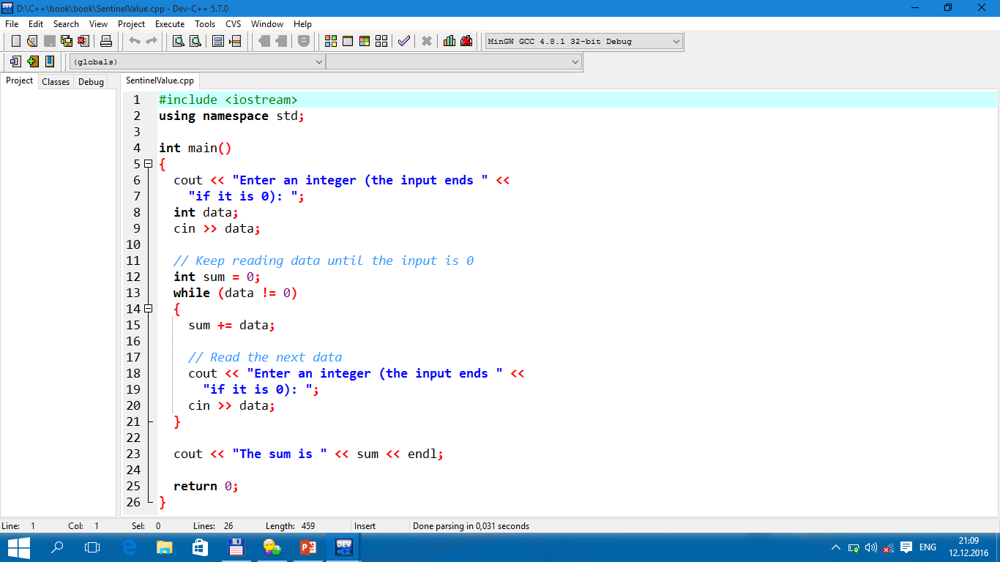 D:\C++\book\book\SentinelValue.cpp - Dev-C++ 5.7.0
File Edit Search View Project Execute Tools CVS Window Help
MinGW GCC 4.8.1 32-bit Debug
(globals)
Project Classes Debug SentinelValue.cpp
1 #include <iostream>
2 using namespace std;
3
4 int main()
5 {
6   cout << "Enter an integer (the input ends " <<
7     "if it is 0): ";
8   int data;
9   cin >> data;
10
11   // Keep reading data until the input is 0
12   int sum = 0;
13   while (data != 0)
14   {
15     sum += data;
16
17     // Read the next data
18     cout << "Enter an integer (the input ends " <<
19       "if it is 0): ";
20     cin >> data;
21   }
22
23   cout << "The sum is " << sum << endl;
24
25   return 0;
26 }
Line: 1 Col: 1 Sel: 0 Lines: 26 Length: 459 Insert Done parsing in 0,031 seconds
DEV C++
ENG
21:09
12.12.2016